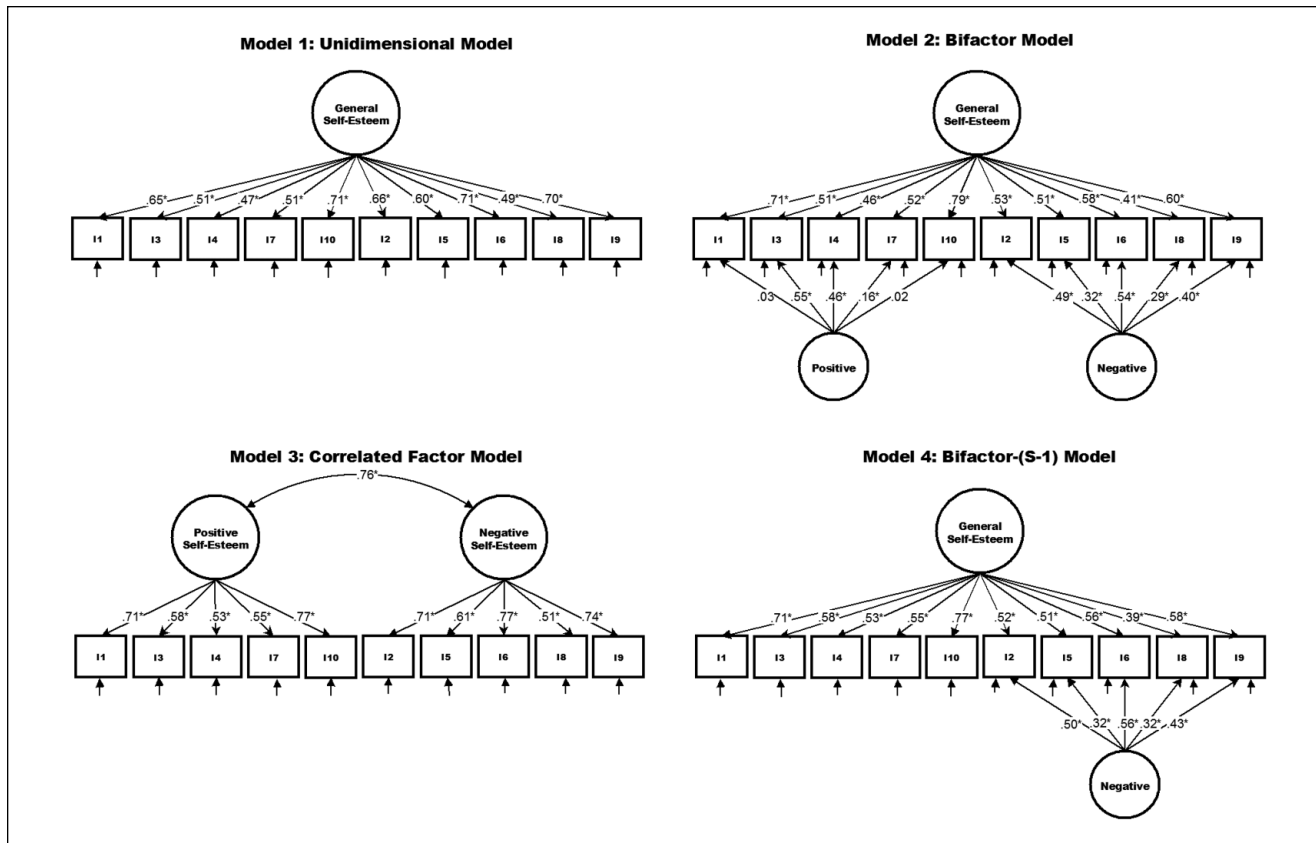 Model 1: Unidimensional Model
General
Self-Esteem
.65* .51* .47* .51* .71* .66* .60* .71* .49* .70*
I1 I3 I4 I7 I10 I2 I5 I6 I8 I9
Model 2: Bifactor Model
General
Self-Esteem
.71* .51* .46* .52* .79* .53* .51* .58* .41* .60*
I1 I3 I4 I7 I10 I2 I5 I6 I8 I9
.03 .55* .46* .16* .02 .49* .32* .54* .29* .40*
Positive Negative
Model 3: Correlated Factor Model
.76*
Positive
Self-Esteem
Negative
Self-Esteem
.71* .58* .53* .55* .77* .71* .61* .77* .51* .74*
I1 I3 I4 I7 I10 I2 I5 I6 I8 I9
Model 4: Bifactor-(S-1) Model
General
Self-Esteem
.71* .58* .53* .55* .77* .52* .51* .56* .39* .58*
I1 I3 I4 I7 I10 I2 I5 I6 I8 I9
.50* .32* .56* .32* .43*
Negative